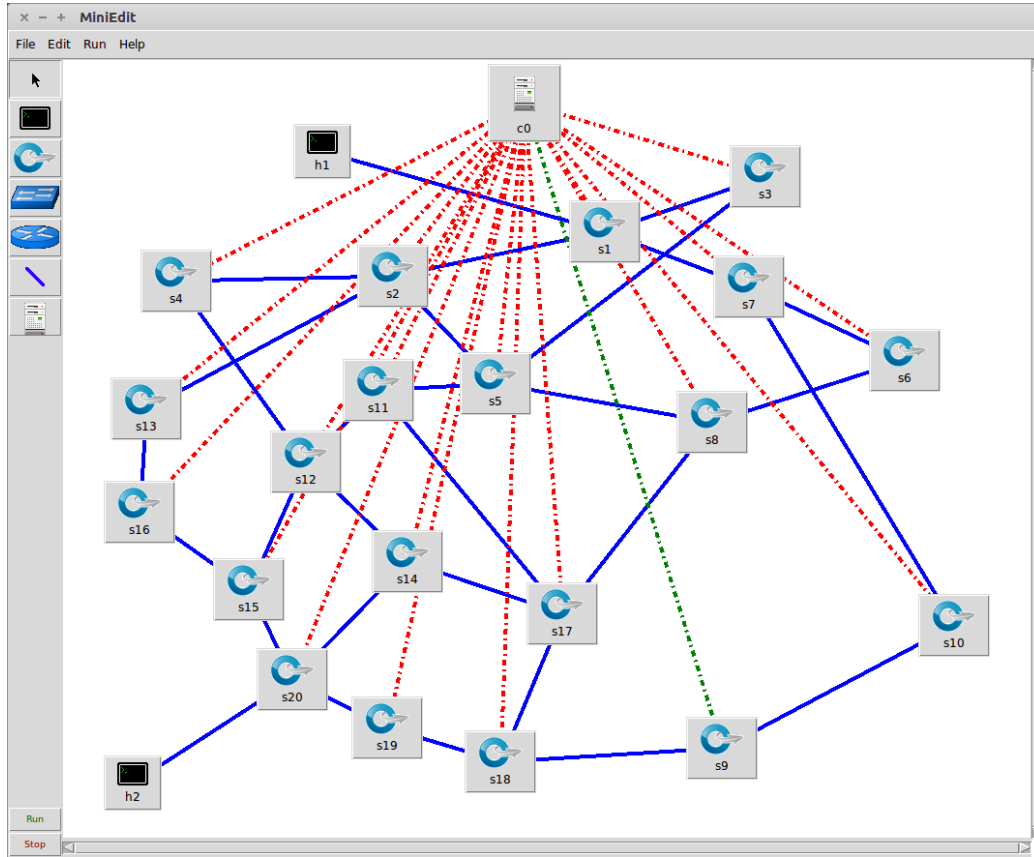 MiniEdit
File Edit Run Help
c0
h1
s3
s1
s4
s2
s7
s6
s5
s11
s13
s8
s12
s16
s14
s15
s17
s10
s20
s19
s9
s18
h2
Run
Stop